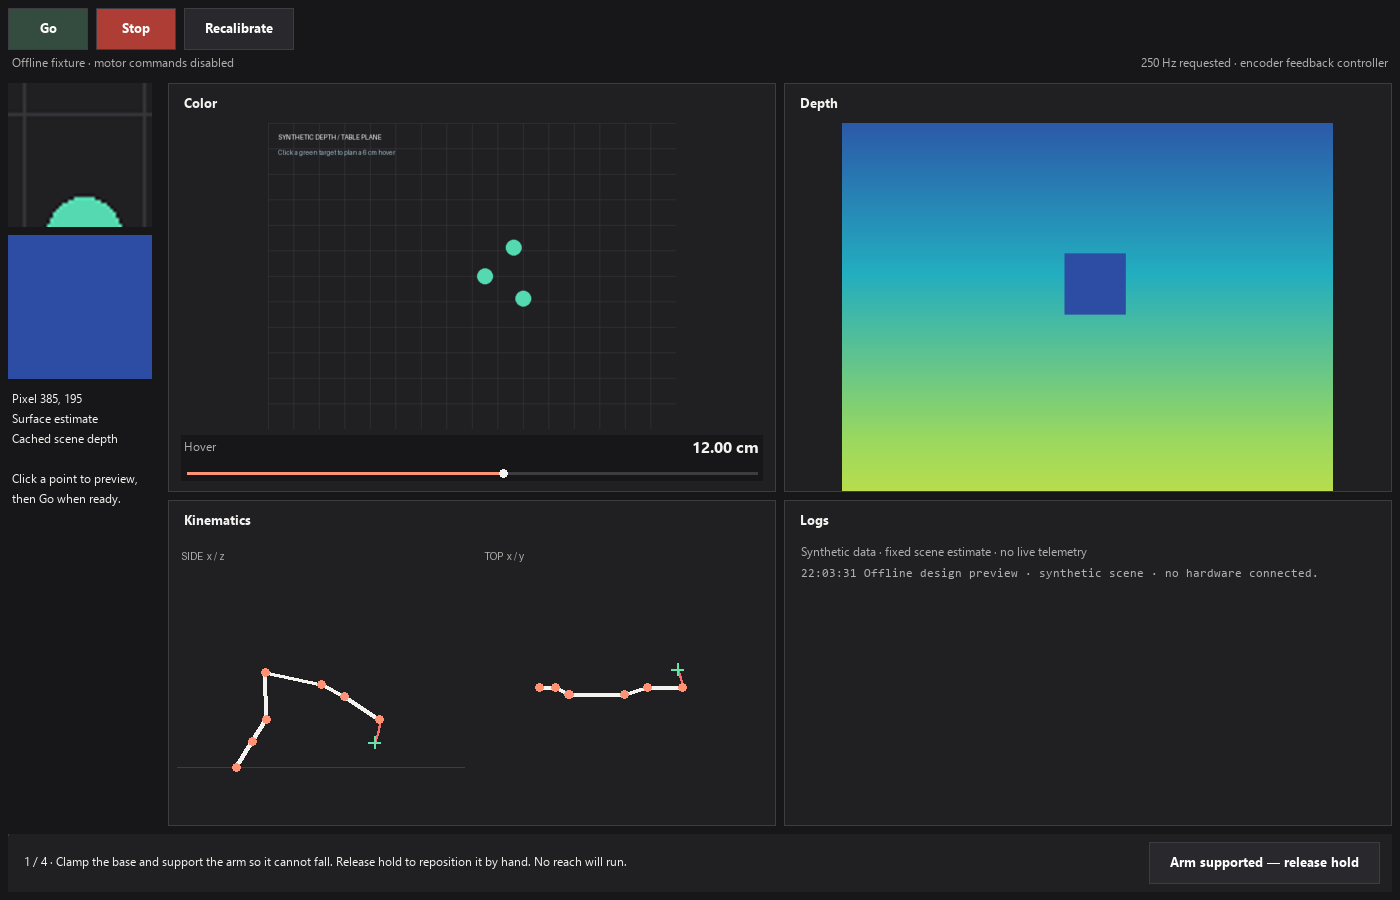 Go
Stop
Recalibrate
Offline fixture · motor commands disabled
250 Hz requested · encoder feedback controller
Color
SYNTHETIC DEPTH / TABLE PLANE
Click a green target to plan a 6 cm hover
Hover
12.00 cm
Depth
Pixel 385, 195
Surface estimate
Cached scene depth
Click a point to preview,
then Go when ready.
Kinematics
SIDE x / z
TOP x / y
Logs
Synthetic data · fixed scene estimate · no live telemetry
22:03:31 Offline design preview · synthetic scene · no hardware connected.
1 / 4 · Clamp the base and support the arm so it cannot fall. Release hold to reposition it by hand. No reach will run.
Arm supported — release hold